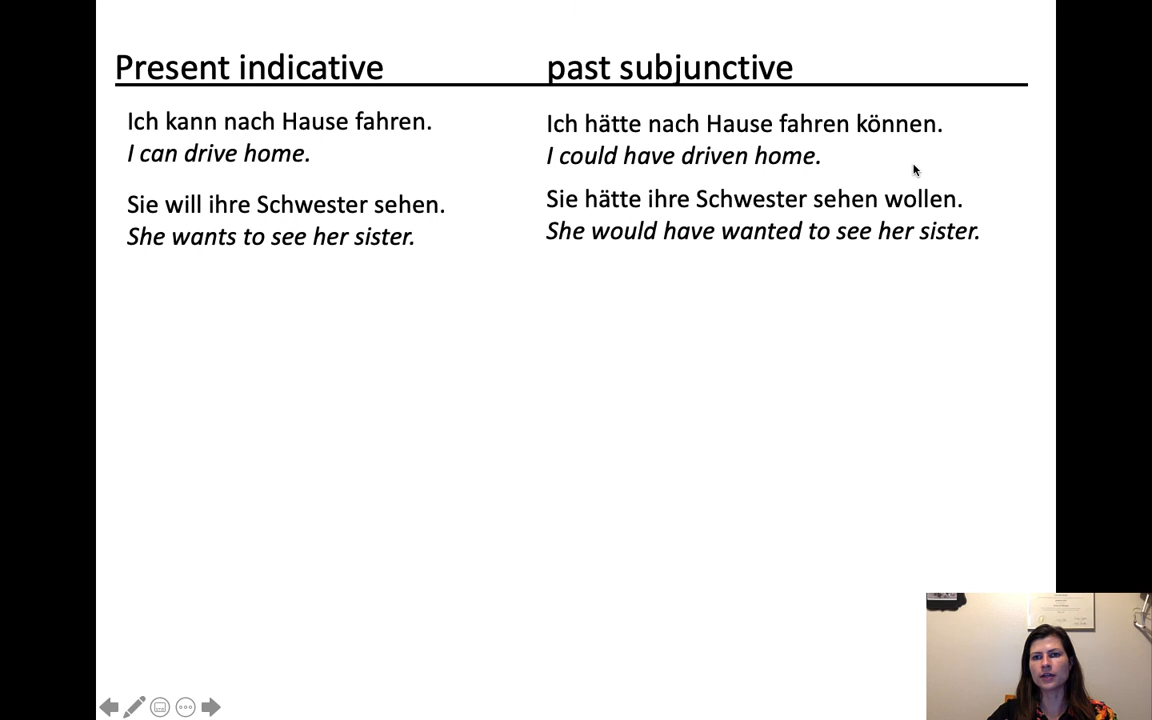 Present indicative
past subjunctive
Ich kann nach Hause fahren.
I can drive home.
Ich hätte nach Hause fahren können.
I could have driven home.
Sie will ihre Schwester sehen.
She wants to see her sister.
Sie hätte ihre Schwester sehen wollen.
She would have wanted to see her sister.